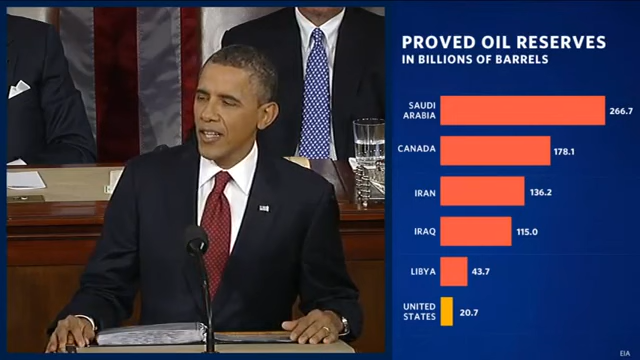 PROVED OIL RESERVES
IN BILLIONS OF BARRELS
SAUDI
ARABIA
266.7
CANADA
178.1
IRAN
136.2
IRAQ
115.0
LIBYA
43.7
UNITED
STATES
20.7
EIA